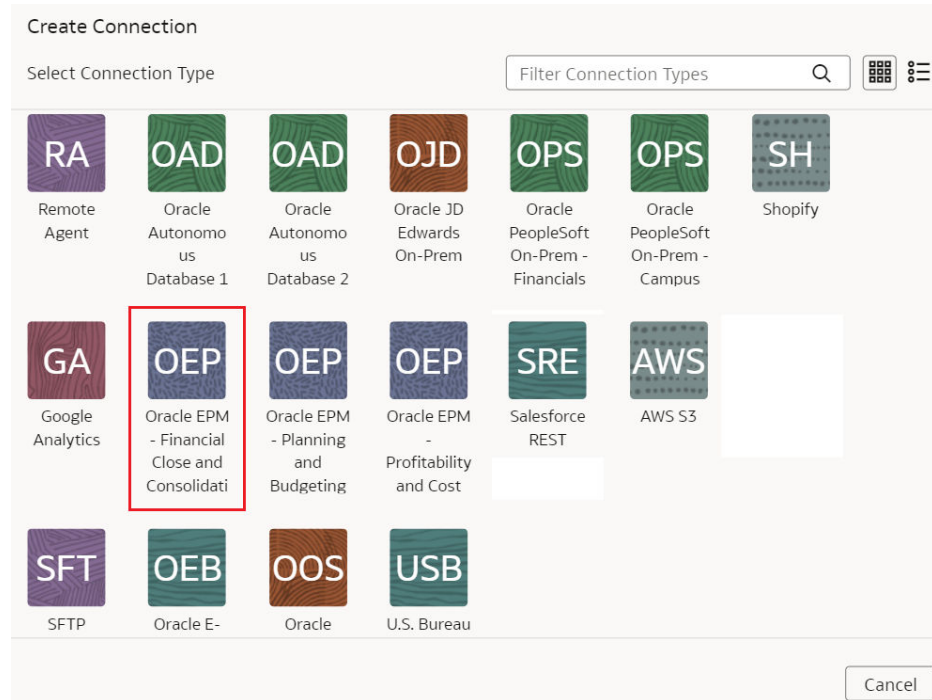 Create Connection
Select Connection Type
Filter Connection Types
RA
OAD
OAD
OJD
OPS
OPS
SH
Remote
Agent
Oracle
Autonomo
us
Database 1
Oracle
Autonomo
us
Database 2
Oracle JD
Edwards
On-Prem
Oracle
PeopleSoft
On-Prem -
Financials
Oracle
PeopleSoft
On-Prem -
Campus
Shopify
GA
OEP
OEP
OEP
SRE
AWS
Google
Analytics
Oracle EPM
- Financial
Close and
Consolidati
Oracle EPM
- Planning
and
Budgeting
Oracle EPM
-
Profitability
and Cost
Salesforce
REST
AWS S3
SFT
OEB
OOS
USB
SFTP
Oracle E-
Oracle
U.S. Bureau
Cancel